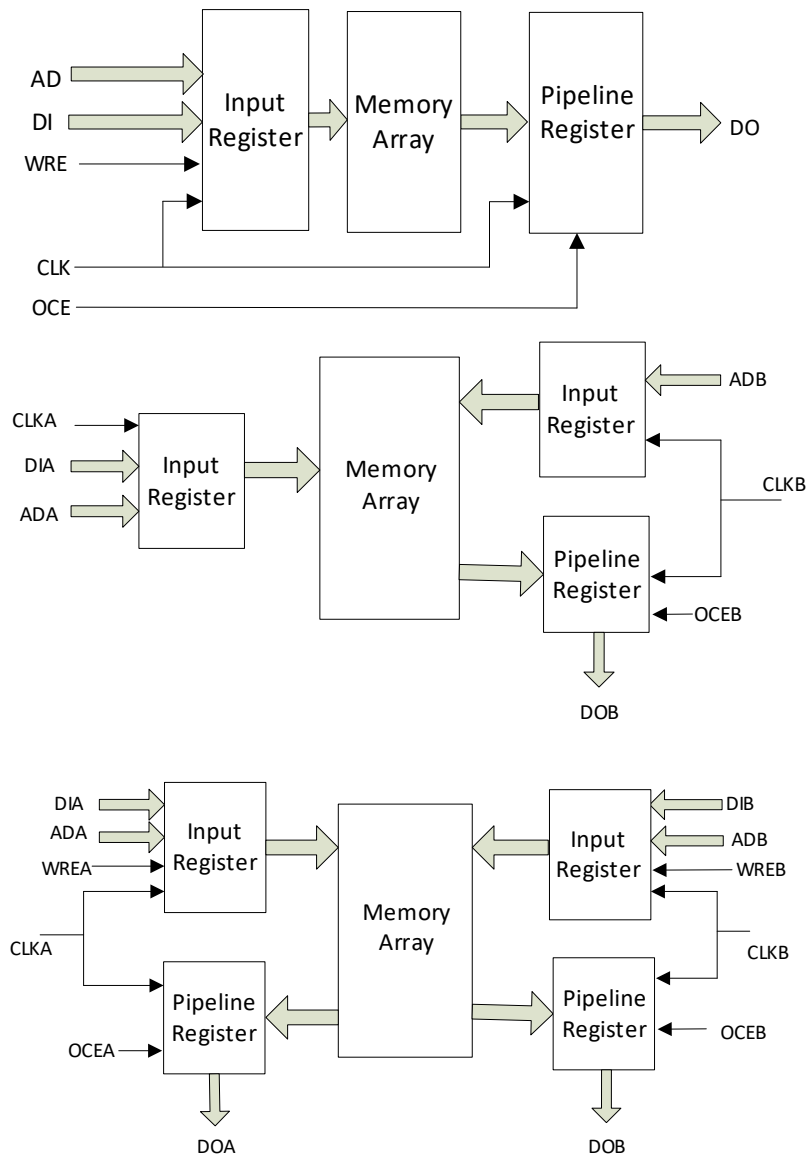 AD
DI
WRE
CLK
OCE
Input
Register
Memory
Array
Pipeline
Register
DO
CLKA
DIA
ADA
Input
Register
Memory
Array
Input
Register
ADB
CLKB
Pipeline
Register
OCEB
DOB
DIA
ADA
WREA
CLKA
OCEA
Input
Register
Pipeline
Register
DOA
Memory
Array
Input
Register
Pipeline
Register
DIB
ADB
WREB
CLKB
OCEB
DOB